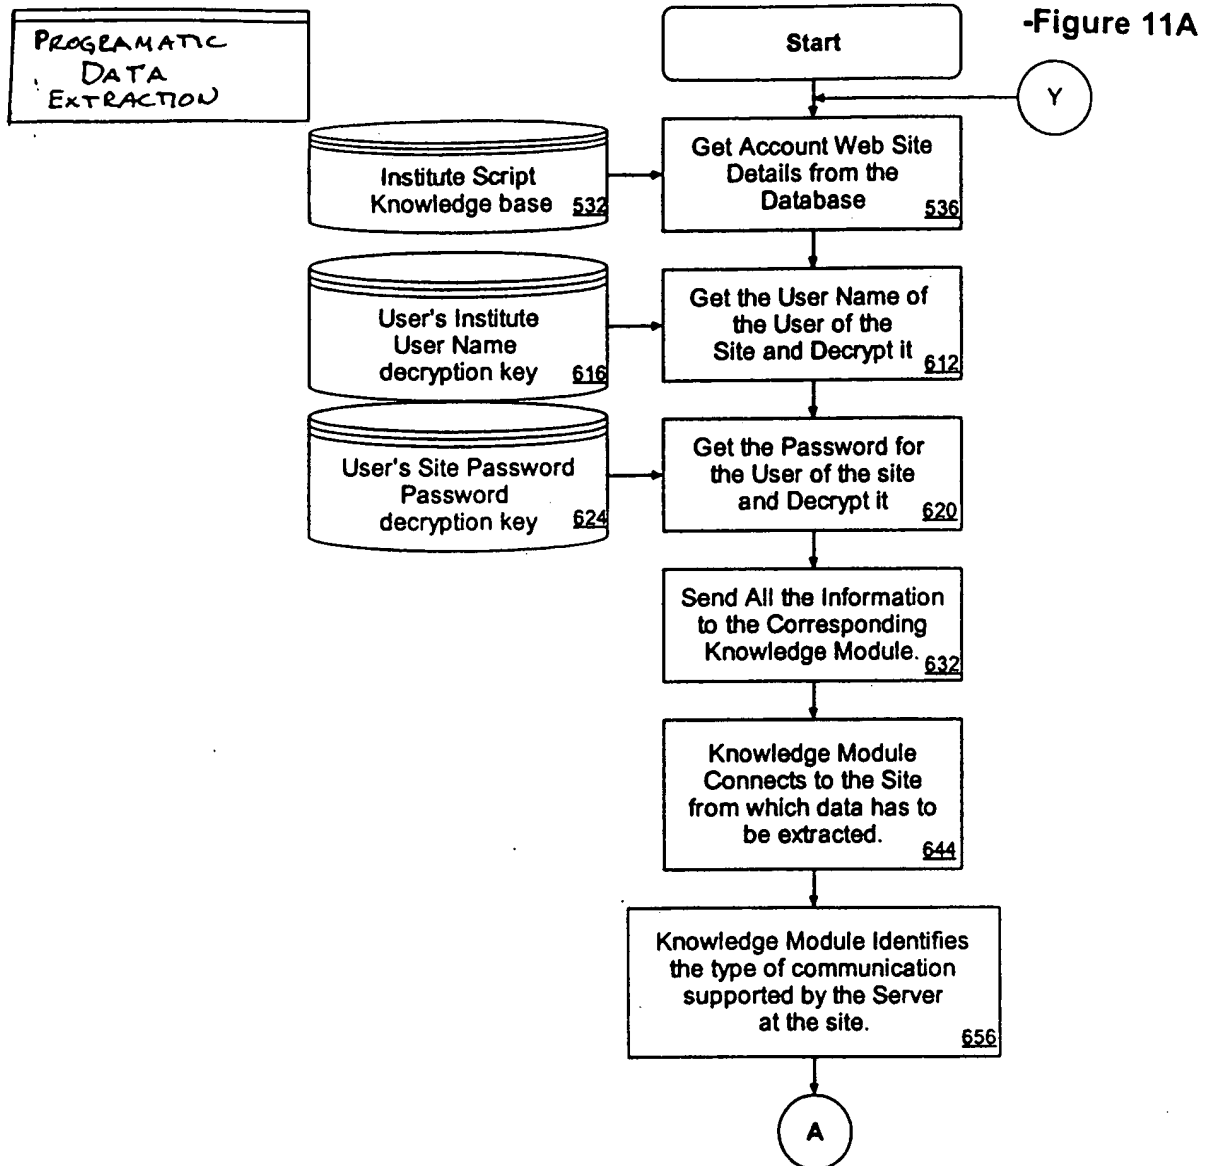 -Figure 11A
PROGRAMATIC
DATA
EXTRACTION
Start
Y
Institute Script
Knowledge base 532
Get Account Web Site
Details from the
Database 536
User's Institute
User Name
decryption key 616
Get the User Name of
the User of the
Site and Decrypt it 612
User's Site Password
Password
decryption key 624
Get the Password for
the User of the site
and Decrypt it 620
Send All the Information
to the Corresponding
Knowledge Module. 632
Knowledge Module
Connects to the Site
from which data has to
be extracted. 644
Knowledge Module Identifies
the type of communication
supported by the Server
at the site. 656
A